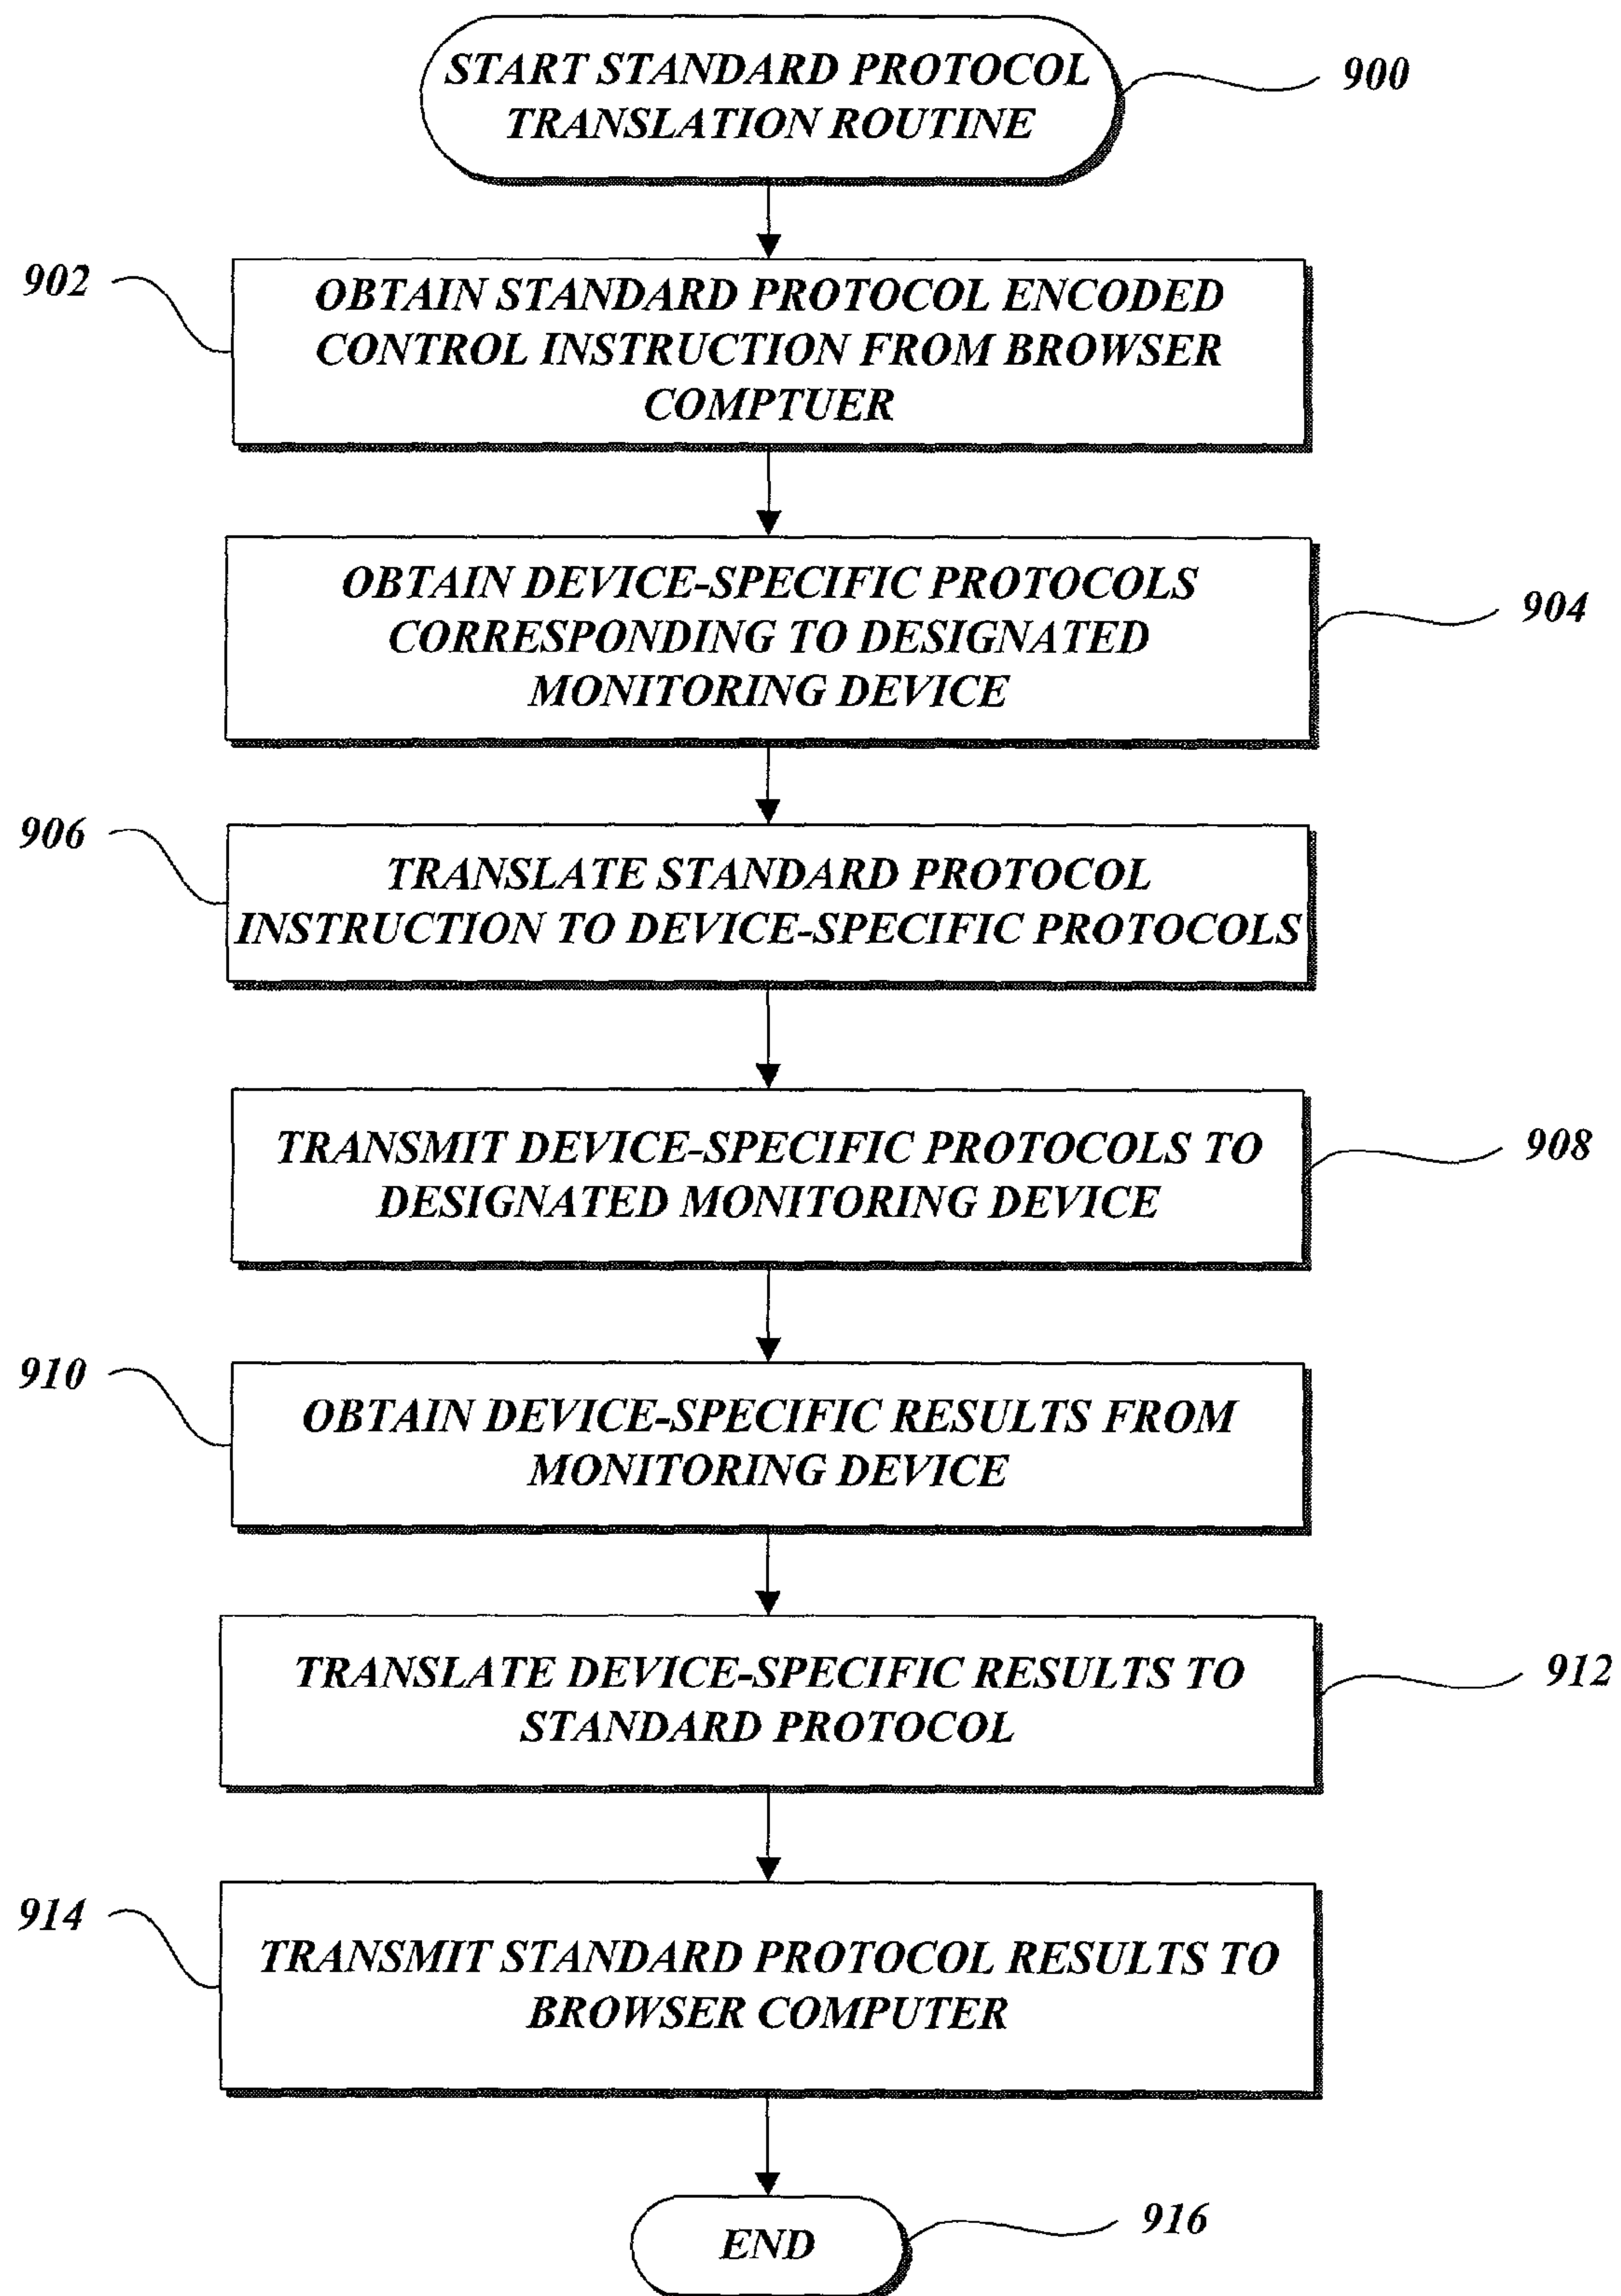 START STANDARD PROTOCOL
TRANSLATION ROUTINE
900
902
OBTAIN STANDARD PROTOCOL ENCODED
CONTROL INSTRUCTION FROM BROWSER
COMPTUER
OBTAIN DEVICE-SPECIFIC PROTOCOLS
CORRESPONDING TO DESIGNATED
MONITORING DEVICE
904
906
TRANSLATE STANDARD PROTOCOL
INSTRUCTION TO DEVICE-SPECIFIC PROTOCOLS
TRANSMIT DEVICE-SPECIFIC PROTOCOLS TO
DESIGNATED MONITORING DEVICE
908
910
OBTAIN DEVICE-SPECIFIC RESULTS FROM
MONITORING DEVICE
TRANSLATE DEVICE-SPECIFIC RESULTS TO
STANDARD PROTOCOL
912
914
TRANSMIT STANDARD PROTOCOL RESULTS TO
BROWSER COMPUTER
END
916